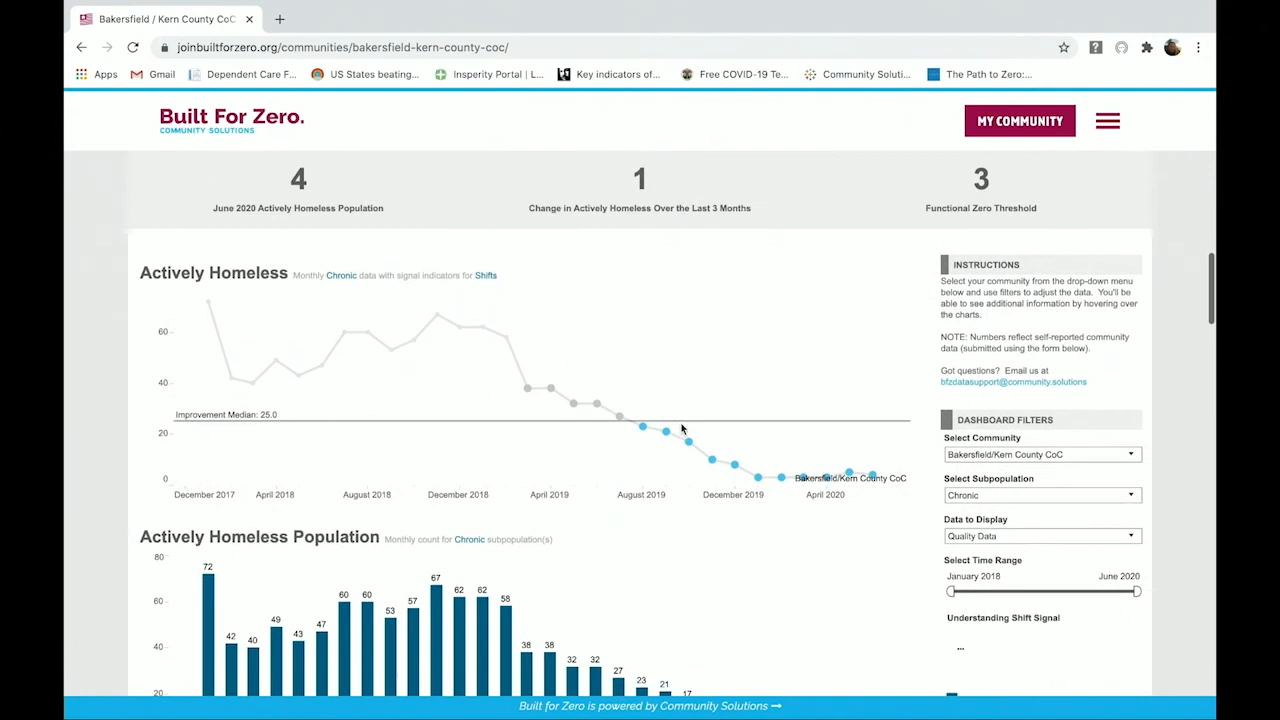 Bakersfield / Kern County CoC
joinbuiltforzero.org/communities/bakersfield-kern-county-coc/
Apps Gmail Dependent Care F... US States beating... Insperity Portal | L... Key indicators of... Free COVID-19 Te... Community Soluti... The Path to Zero:...
Built For Zero.
COMMUNITY SOLUTIONS
MY COMMUNITY
4 1 3
June 2020 Actively Homeless Population Change in Actively Homeless Over the Last 3 Months Functional Zero Threshold
Actively Homeless Monthly Chronic data with signal indicators for Shifts
60
40
Improvement Median: 25.0
20
0
Bakersfield/Kern County CoC
December 2017 April 2018 August 2018 December 2018 April 2019 August 2019 December 2019 April 2020
Actively Homeless Population Monthly count for Chronic subpopulation(s)
80
60
40
20
72 42 40 49 43 47 60 60 53 57 67 62 62 58 38 38 32 32 27 23 21 17
INSTRUCTIONS
Select your community from the drop-down menu
below and use filters to adjust the data. You'll be
able to see additional information by hovering over
the charts.
NOTE: Numbers reflect self-reported community
data (submitted using the form below).
Got questions? Email us at
bfzdatasupport@community.solutions
DASHBOARD FILTERS
Select Community
Bakersfield/Kern County CoC
Select Subpopulation
Chronic
Data to Display
Quality Data
Select Time Range
January 2018 June 2020
Understanding Shift Signal
...
Built for Zero is powered by Community Solutions